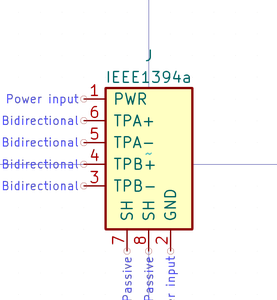 J
IEEE1394a
Power input 1 PWR
Bidirectional 6 TPA+
Bidirectional 5 TPA-
Bidirectional 4 TPB+
Bidirectional 3 TPB-
~
SH SH GND
7 8 2
Passive Passive r input